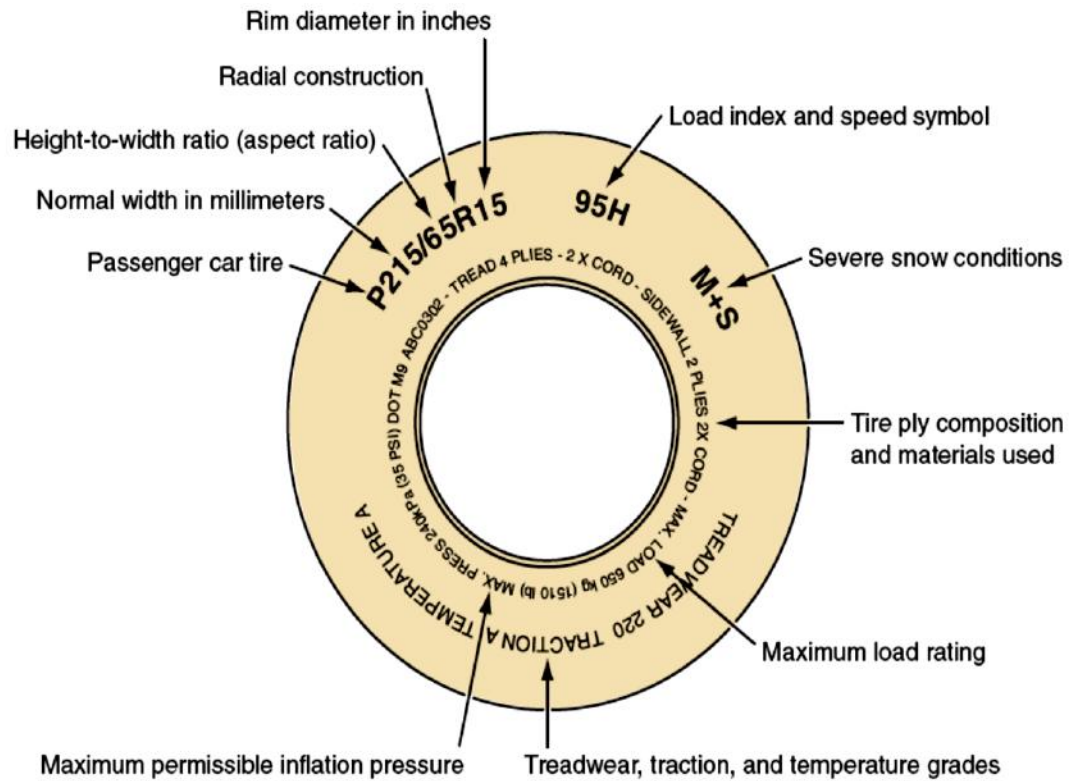 Rim diameter in inches
Radial construction
Height-to-width ratio (aspect ratio)
Normal width in millimeters
Passenger car tire
Load index and speed symbol
Severe snow conditions
Tire ply composition
and materials used
Maximum load rating
Maximum permissible inflation pressure
Treadwear, traction, and temperature grades
P215/65R15
95H
M+S
MAX. PRESS 240kPa (35 PSI) DOT M9 ABC0302 - TREAD 4 PLIES - 2 X CORD - SIDEWALL 2 PLIES 2X CORD - MAX. LOAD 650 kg (1510 lb)
TREADWEAR 220 TRACTION A TEMPERATURE A